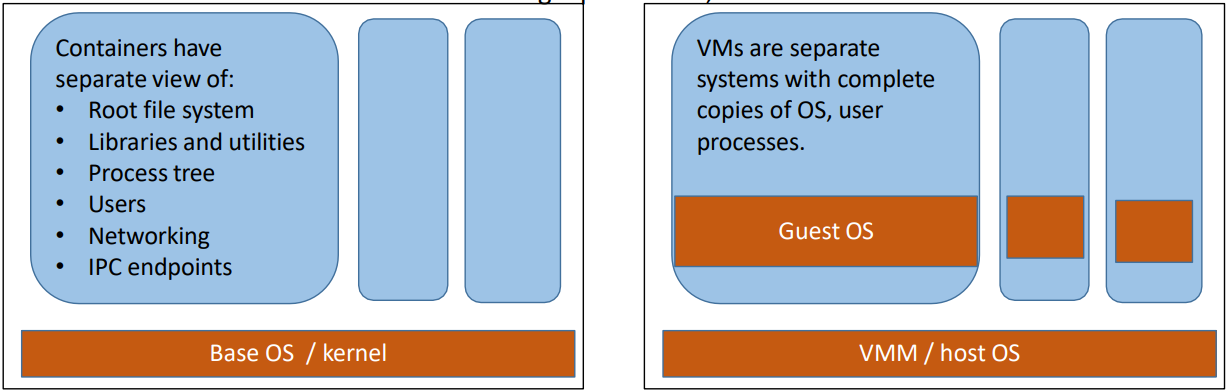 Containers have
separate view of:
• Root file system
• Libraries and utilities
• Process tree
• Users
• Networking
• IPC endpoints
Base OS / kernel
VMs are separate
systems with complete
copies of OS, user
processes.
Guest OS
VMM / host OS